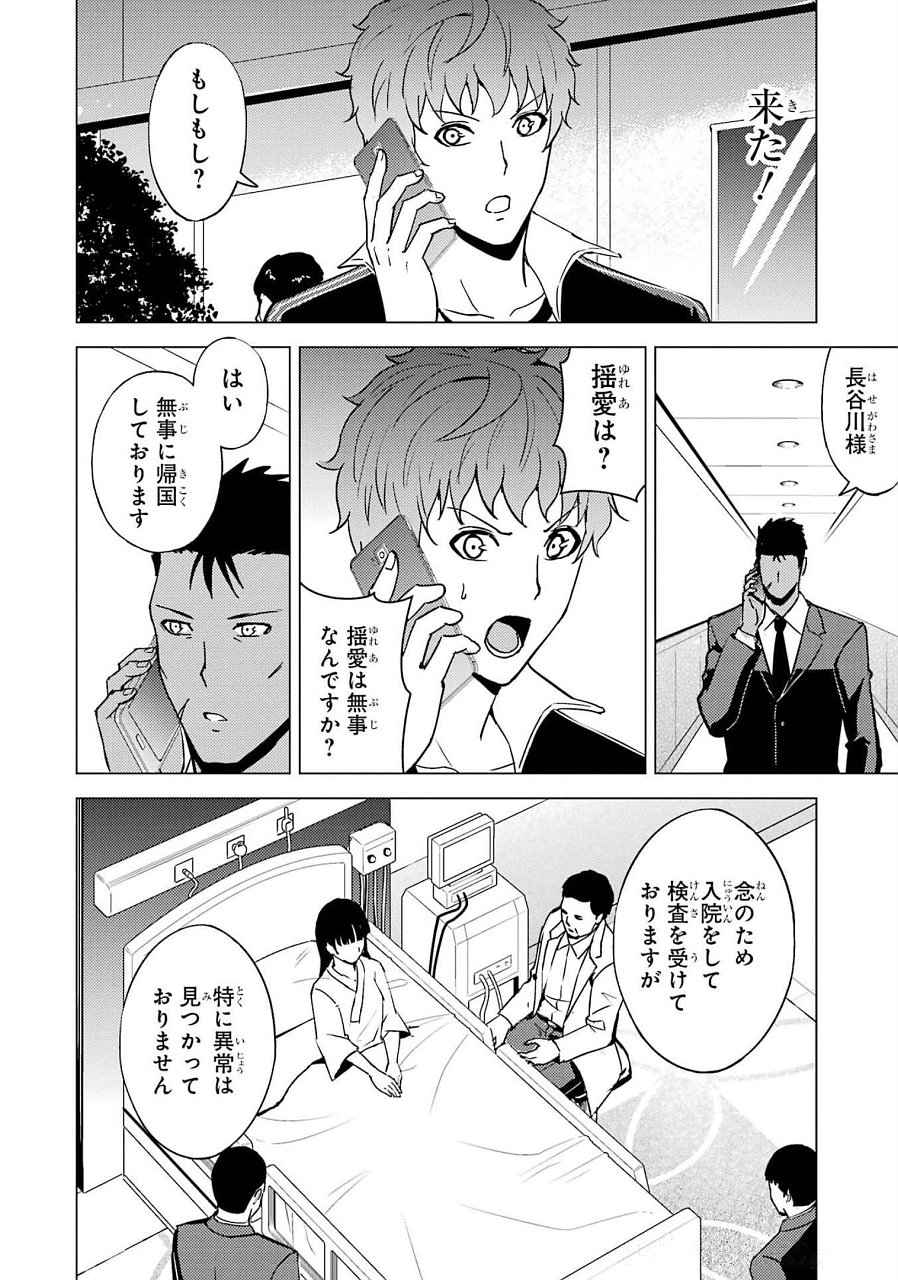 来た！
もしもし？
長谷川様
揺愛は？
揺愛は無事
なんですか？
はい
無事に帰国
しております
念のため
入院をして
検査を受けて
おりますが
特に異常は
見つかって
おりません